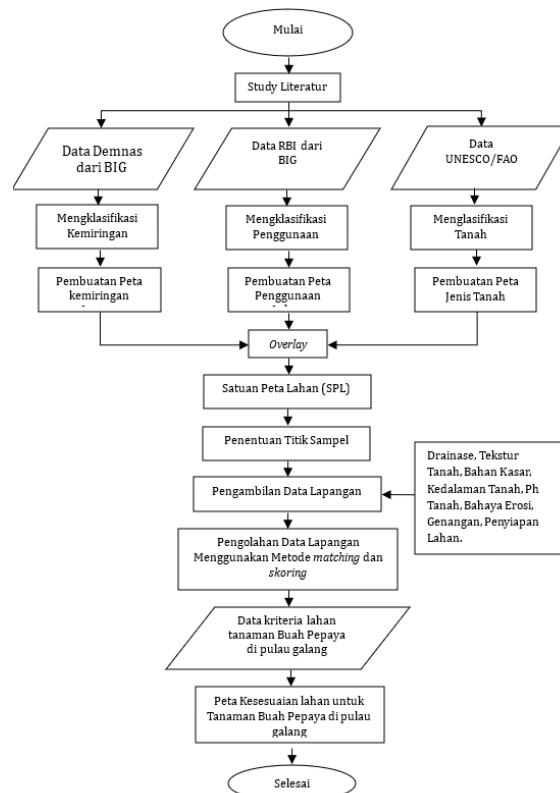 Mulai
Study Literatur
Data Demnas
dari BIG
Data RBI dari
BIG
Data
UNESCO/FAO
Mengklasifikasi
Kemiringan
Mengklasifikasi
Penggunaan
Menglasifikasi
Tanah
Pembuatan Peta
kemiringan
Pembuatan Peta
Penggunaan
Pembuatan Peta
Jenis Tanah
Overlay
Satuan Peta Lahan (SPL)
Penentuan Titik Sampel
Pengambilan Data Lapangan
Drainase, Tekstur
Tanah, Bahan Kasar,
Kedalaman Tanah, Ph
Tanah, Bahaya Erosi,
Genangan, Penyiapan
Lahan.
Pengolahan Data Lapangan
Menggunakan Metode matching dan
skoring
Data kriteria lahan
tanaman Buah Pepaya
di pulau galang
Peta Kesesuaian lahan untuk
Tanaman Buah Pepaya di pulau
galang
Selesai